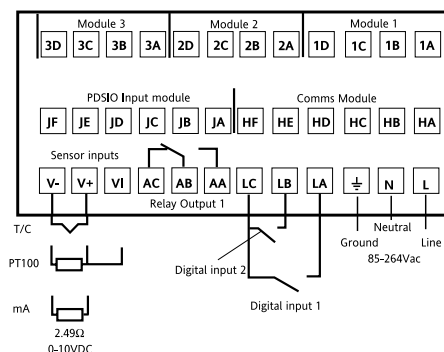 Module 3 Module 2 Module 1
3D 3C 3B 3A 2D 2C 2B 2A 1D 1C 1B 1A
PDSIO Input module Comms Module
JF JE JD JC JB JA HF HE HD HC HB HA
Sensor inputs
V- V+ VI AC AB AA LC LB LA N L
Relay Output 1
T/C
Neutral
Ground Line
85-264Vac
PT100
Digital input 2
mA
Digital input 1
2.49Ω
0-10VDC